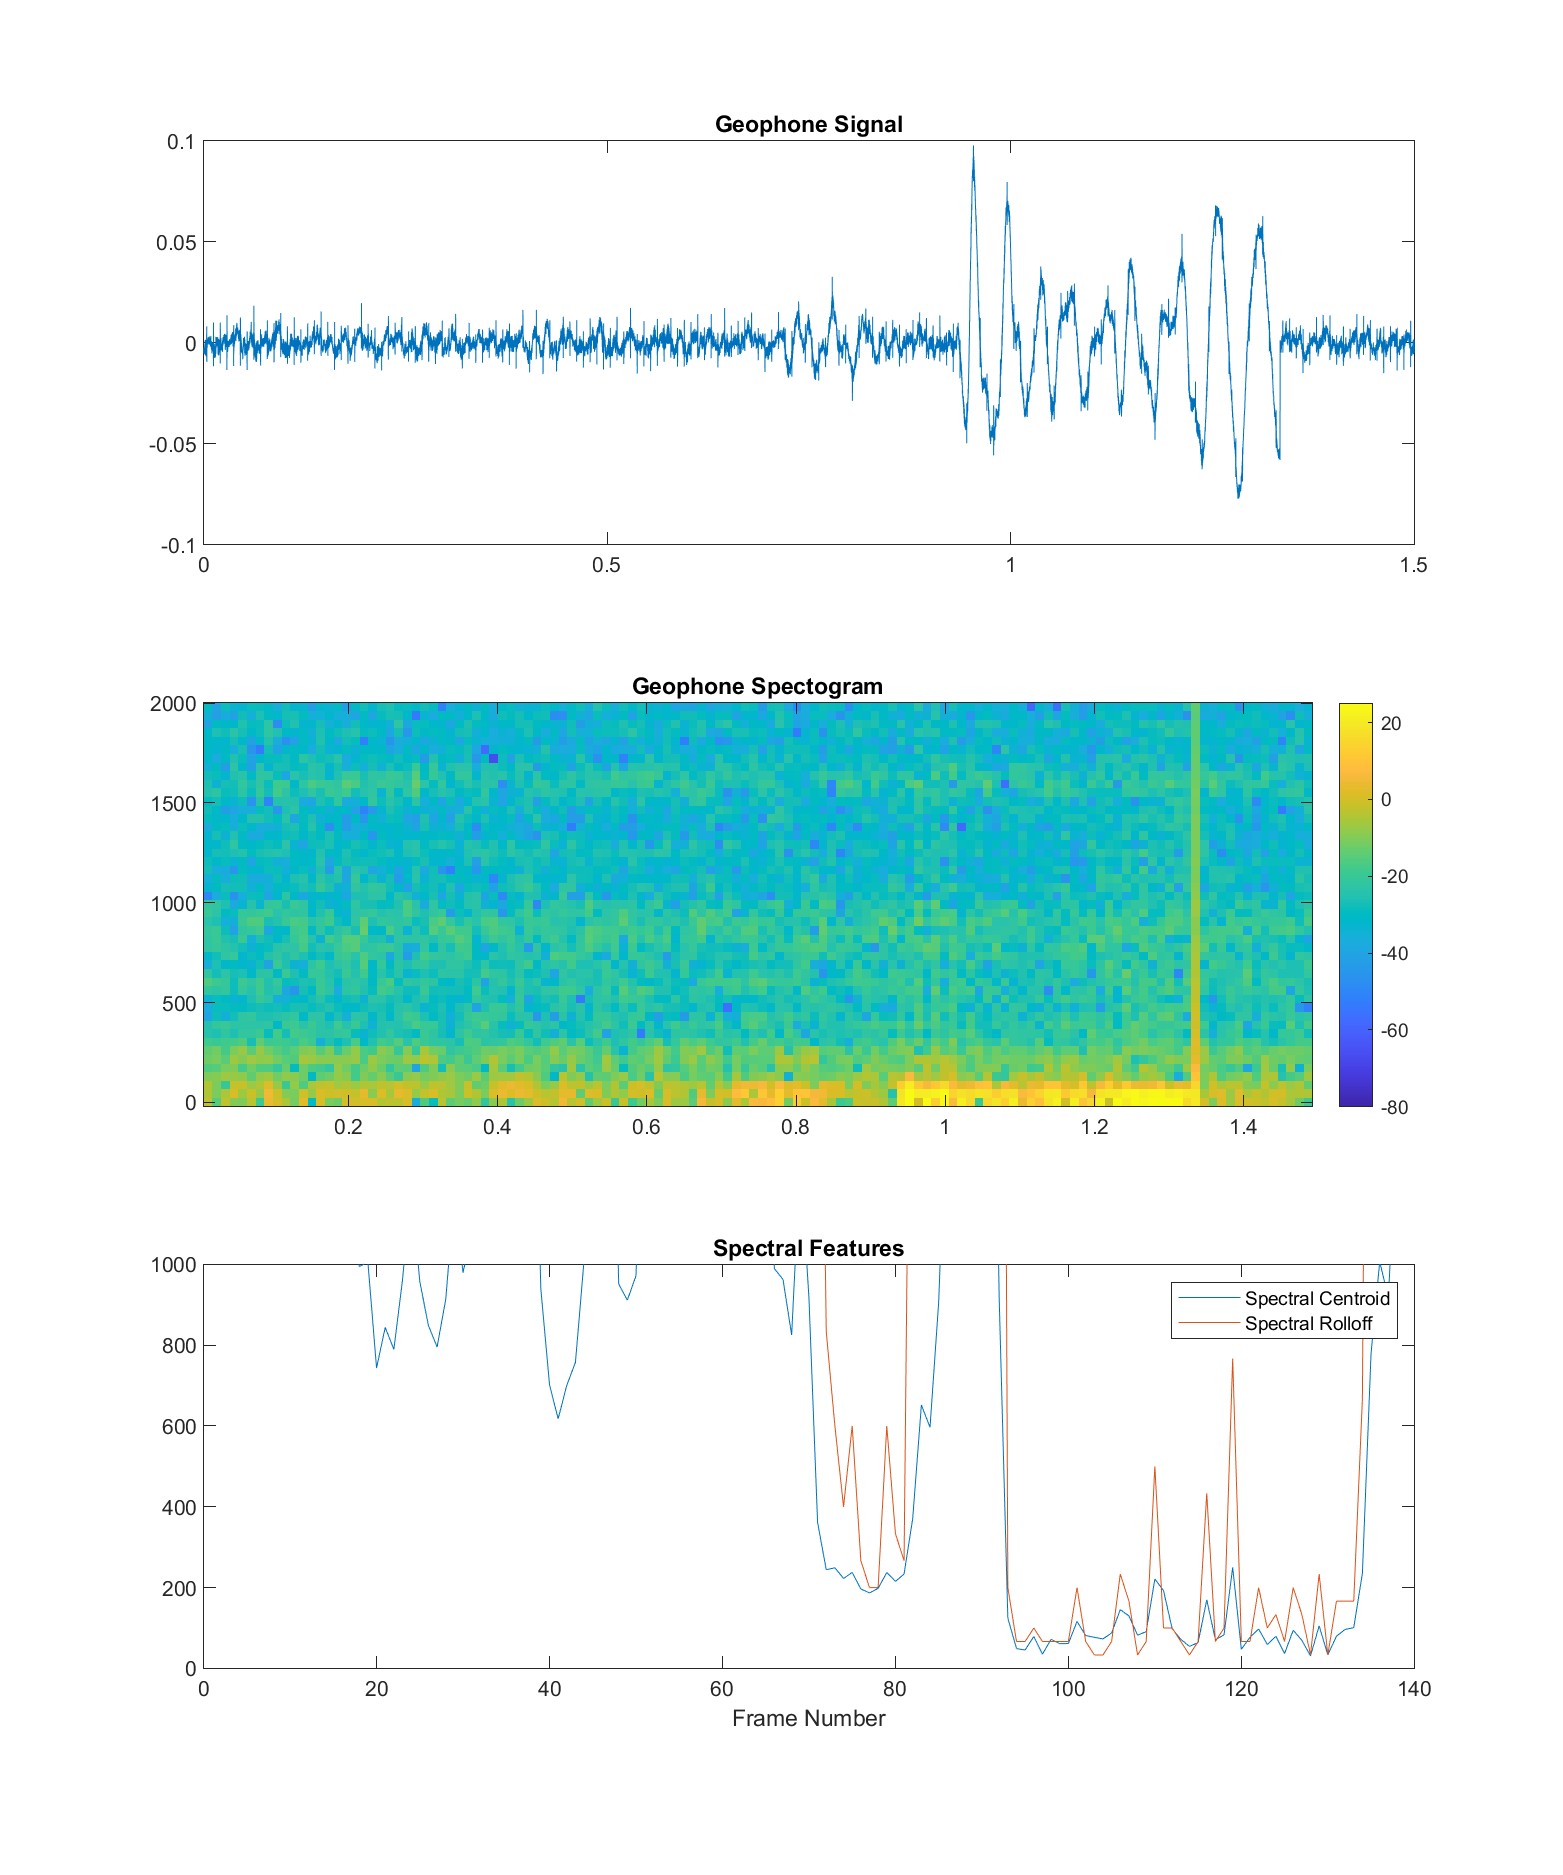 Geophone Signal
0.1
0.05
0
-0.05
-0.1
0 0.5 1 1.5
Geophone Spectogram
2000
1500
1000
500
0
0.2 0.4 0.6 0.8 1 1.2 1.4
20
0
-20
-40
-60
-80
Spectral Features
1000
800
600
400
200
0
Spectral Centroid
Spectral Rolloff
0 20 40 60 80 100 120 140
Frame Number